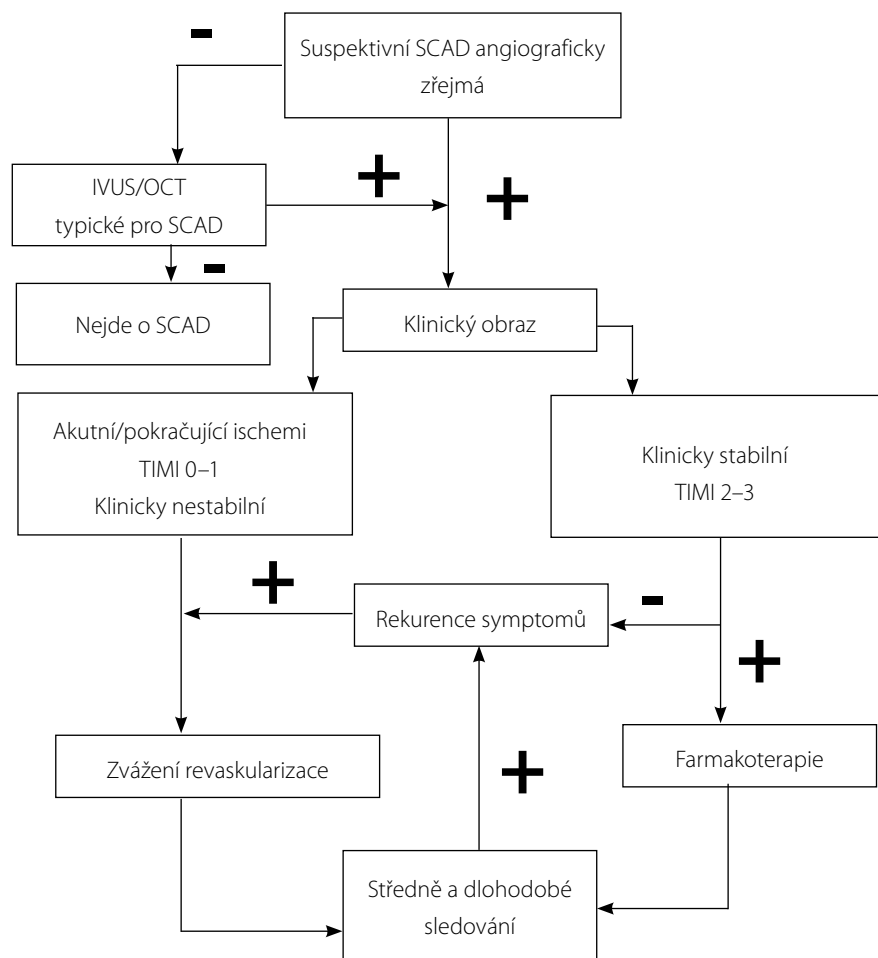 -
Suspektivní SCAD angiograficky
zřejmá
IVUS/OCT
typické pro SCAD
+
+
-
Nejde o SCAD
Klinický obraz
Akutní/pokračující ischemi
TIMI 0–1
Klinicky nestabilní
Klinicky stabilní
TIMI 2–3
+
Rekurence symptomů
-
+
Zvážení revaskularizace
+
Farmakoterapie
Středně a dlohodobé
sledování